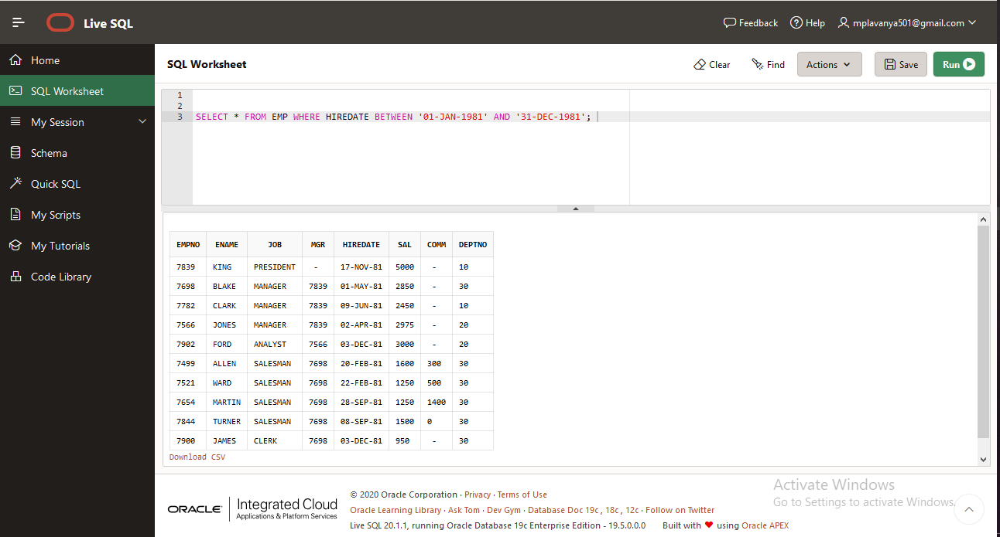 Live SQL
Feedback Help mplavanya501@gmail.com
Home
SQL Worksheet
My Session
Schema
Quick SQL
My Scripts
My Tutorials
Code Library
SQL Worksheet
Clear Find Actions Save Run
1
2
3 SELECT * FROM EMP WHERE HIREDATE BETWEEN '01-JAN-1981' AND '31-DEC-1981';
EMPNO ENAME JOB MGR HIREDATE SAL COMM DEPTNO
7839 KING PRESIDENT - 17-NOV-81 5000 - 10
7698 BLAKE MANAGER 7839 01-MAY-81 2850 - 30
7782 CLARK MANAGER 7839 09-JUN-81 2450 - 10
7566 JONES MANAGER 7839 02-APR-81 2975 - 20
7902 FORD ANALYST 7566 03-DEC-81 3000 - 20
7499 ALLEN SALESMAN 7698 20-FEB-81 1600 300 30
7521 WARD SALESMAN 7698 22-FEB-81 1250 500 30
7654 MARTIN SALESMAN 7698 28-SEP-81 1250 1400 30
7844 TURNER SALESMAN 7698 08-SEP-81 1500 0 30
7900 JAMES CLERK 7698 03-DEC-81 950 - 30
Download CSV
ORACLE Integrated Cloud
Applications & Platform Services
© 2020 Oracle Corporation · Privacy · Terms of Use
Oracle Learning Library · Ask Tom · Dev Gym · Database Doc 19c, 18c, 12c · Follow on Twitter
Live SQL 20.1.1, running Oracle Database 19c Enterprise Edition - 19.5.0.0.0 Built with ❤ using Oracle APEX
Activate Windows
Go to Settings to activate Windows.